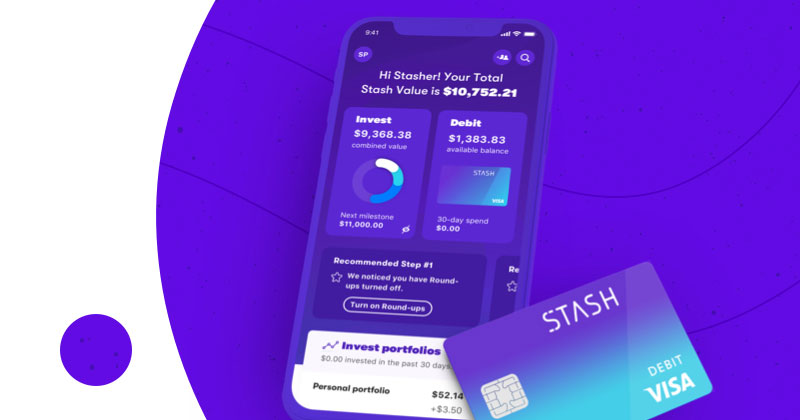 9:41
SP
Hi Stasher! Your Total
Stash Value is $10,752.21
Invest
$9,368.38
combined value
Next milestone
$11,000.00
Debit
$1,383.83
available balance
STASH
VISA
30-day spend
$0.00
Recommended Step #1
We noticed you have Round-
ups turned off.
Turn on Round-ups
Re
Invest portfolios
$0.00 invested in the past 30 days
Personal portfolio
$52.14
+$3.50
STASH
DEBIT
VISA